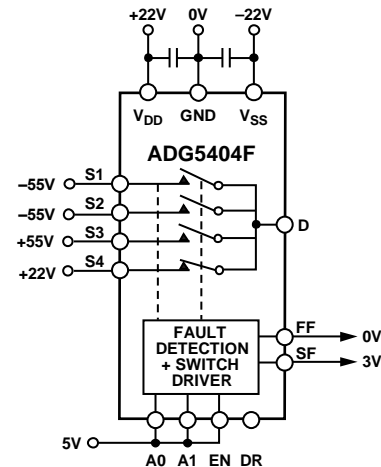 +22V 0V −22V
VDD GND VSS
ADG5404F
−55V S1
−55V S2
+55V S3
+22V S4
D
FAULT
DETECTION
+ SWITCH
DRIVER
FF 0V
SF 3V
5V
A0 A1 EN DR